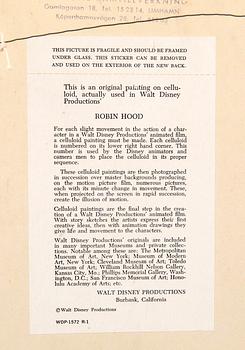 Gamlagatan 18, Tel. 15 23 14, LIMHAMN
Köpenhamnsvägen 26,
THIS PICTURE IS FRAGILE AND SHOULD BE FRAMED
UNDER GLASS. THIS STICKER CAN BE REMOVED
AND USED ON THE EXTERIOR OF THE NEW BACK.
This is an original painting on cellu-
loid, actually used in Walt Disney
Productions'
ROBIN HOOD
For each slight movement in the action of a char-
acter in a Walt Disney Productions' animated film,
a celluloid painting must be made. Each celluloid
is numbered on its lower right hand corner. This
number is used by the Disney animators and
camera men to place the celluloid in its proper
sequence.
These celluloid paintings are then photographed
in succession over master backgrounds producing,
on the motion picture film, numerous pictures,
each with its minute change in movement. These,
when projected on the screen in rapid succession,
create the illusion of motion.
Celluloid paintings are the final step in the crea-
tion of a Walt Disney Productions' animated film.
With story sketches the artists express their first
creative ideas, then with animation drawings they
give life and movement to the characters.
Walt Disney Productions' originals are included
in many important Museums and private collec-
tions. Notable among these are: The Metropolitan
Museum of Art, New York; Museum of Modern
Art, New York; Cleveland Museum of Art; Toledo
Museum of Art; William Rockhill Nelson Gallery,
Kansas City, Mo.; Phillips Memorial Gallery, Wash-
ington, D.C.; San Francisco Museum of Art; Hono-
lulu Academy of Arts; etc.
WALT DISNEY PRODUCTIONS
Burbank, California
©Walt Disney Productions
WDP-1572 R-1